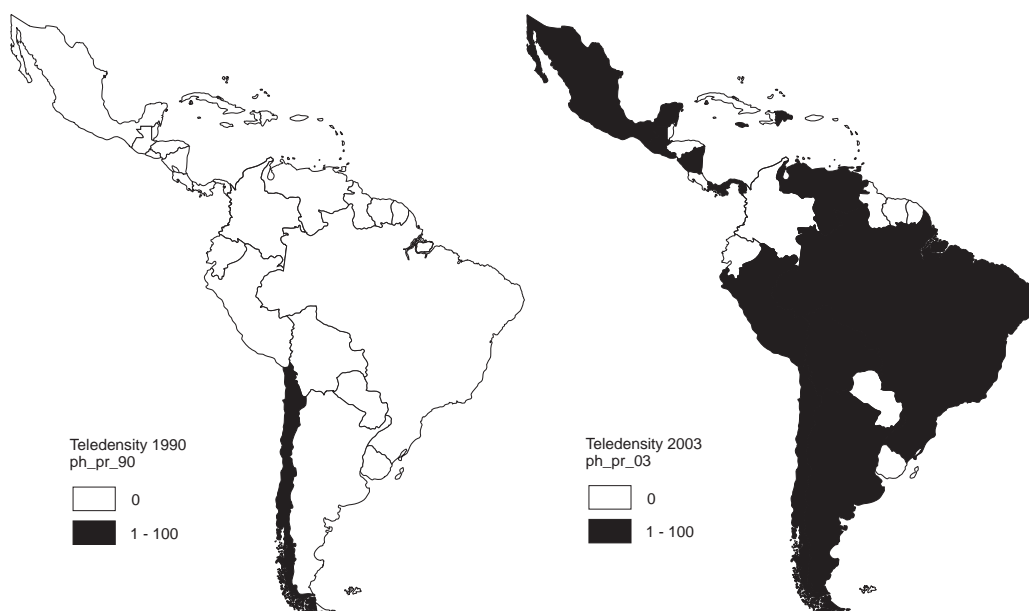 Teledensity 1990
ph_pr_90
0
1 - 100
Teledensity 2003
ph_pr_03
0
1 - 100